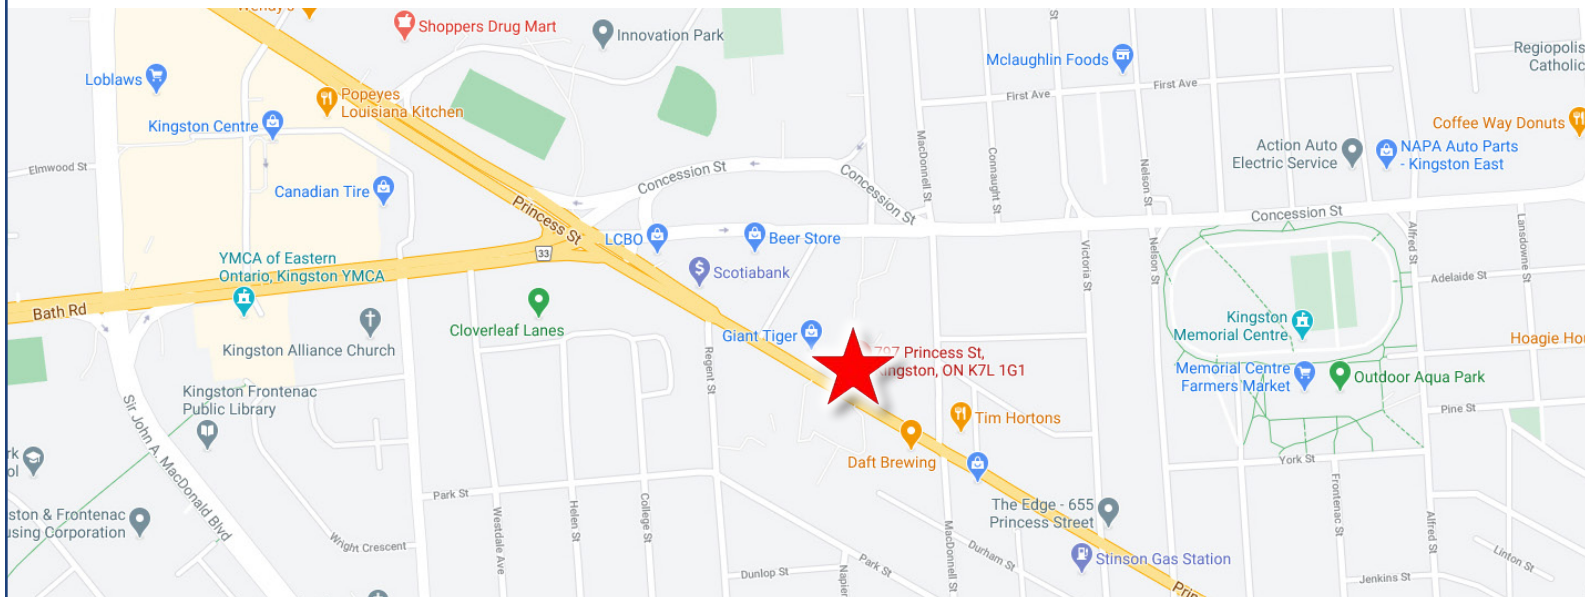 Wendy's
Shoppers Drug Mart
Innovation Park
Mclaughlin Foods
Regiopolis
Catholic
Loblaws
Popeyes
Louisiana Kitchen
First Ave
First Ave
Kingston Centre
Coffee Way Donuts
MacDonnell St
Connaught St
Nelson St
Action Auto
Electric Service
NAPA Auto Parts
- Kingston East
Elmwood St
Canadian Tire
Concession St
Concession St
Concession St
Princess St
LCBO
Beer Store
33
Scotiabank
Victoria St
Nelson St
Alfred St
Lansdowne St
Adelaide St
YMCA of Eastern
Ontario, Kingston YMCA
Bath Rd
Cloverleaf Lanes
Kingston Alliance Church
Giant Tiger
Regent St
Princess St,
ON K7L 1G1
Kingston
Memorial Centre
Hoagie Hou
Memorial Centre
Farmers Market
Outdoor Aqua Park
Kingston Frontenac
Public Library
Sir John A. MacDonald Blvd
Tim Hortons
Pine St
Daft Brewing
York St
rk
ol
Park St
Westdale Ave
Helen St
College St
The Edge - 655
Princess Street
Frontenac St
Alfred St
ston & Frontenac
using Corporation
Wright Crescent
MacDonnell St
Durham St
Park St
Stinson Gas Station
Linton St
Dunlop St
Napier
Prin
Jenkins St
St